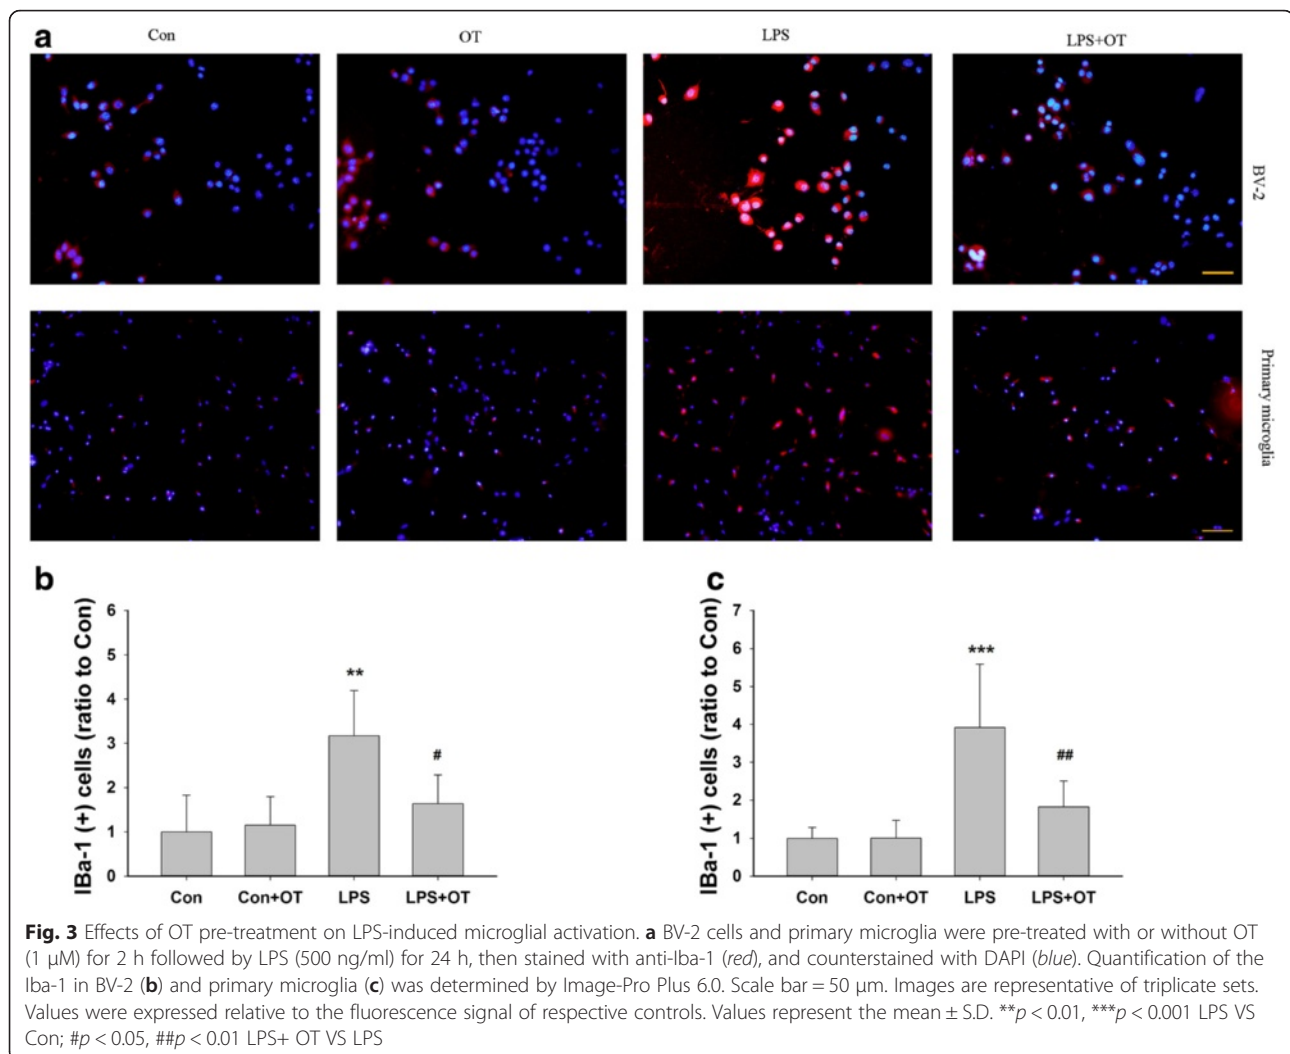 a
Con
OT
LPS
LPS+OT
BV-2
Primary microglia
b
IBa-1 (+) cells (ratio to Con)
6
5
4
3
2
1
0
**
#
Con
Con+OT
LPS
LPS+OT
c
IBa-1 (+) cells (ratio to Con)
7
6
5
4
3
2
1
0
***
##
Con
Con+OT
LPS
LPS+OT
Fig. 3 Effects of OT pre-treatment on LPS-induced microglial activation. a BV-2 cells and primary microglia were pre-treated with or without OT
(1 μM) for 2 h followed by LPS (500 ng/ml) for 24 h, then stained with anti-Iba-1 (red), and counterstained with DAPI (blue). Quantification of the
Iba-1 in BV-2 (b) and primary microglia (c) was determined by Image-Pro Plus 6.0. Scale bar = 50 μm. Images are representative of triplicate sets.
Values were expressed relative to the fluorescence signal of respective controls. Values represent the mean ± S.D. **p < 0.01, ***p < 0.001 LPS VS
Con; #p < 0.05, ##p < 0.01 LPS+ OT VS LPS